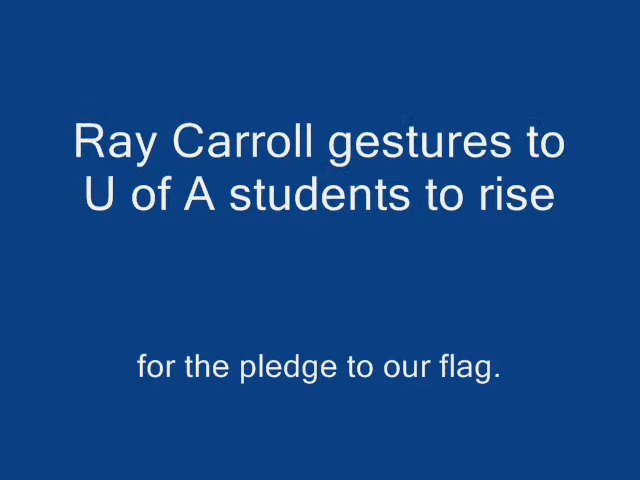 Ray Carroll gestures to
U of A students to rise
for the pledge to our flag.